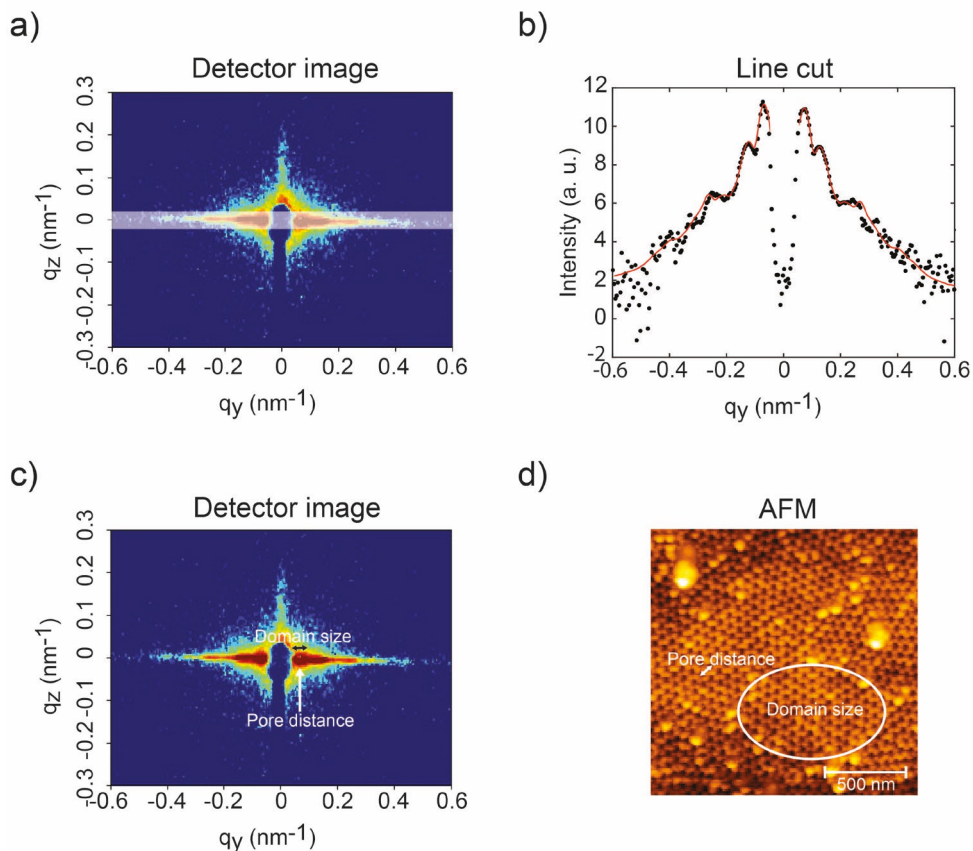 a)
Detector image
0.3
0.2
0.1
0
-0.1
-0.2
-0.3
qz (nm-1)
-0.6 -0.4 -0.2 0 0.2 0.4 0.6
qy (nm-1)
b)
Line cut
12
10
8
6
4
2
0
-2
Intensity (a. u.)
-0.6 -0.4 -0.2 0 0.2 0.4 0.6
qy (nm-1)
c)
Detector image
0.3
0.2
0.1
0
-0.1
-0.2
-0.3
qz (nm-1)
Domain size
Pore distance
-0.6 -0.4 -0.2 0 0.2 0.4 0.6
qy (nm-1)
d)
AFM
Pore distance
Domain size
500 nm